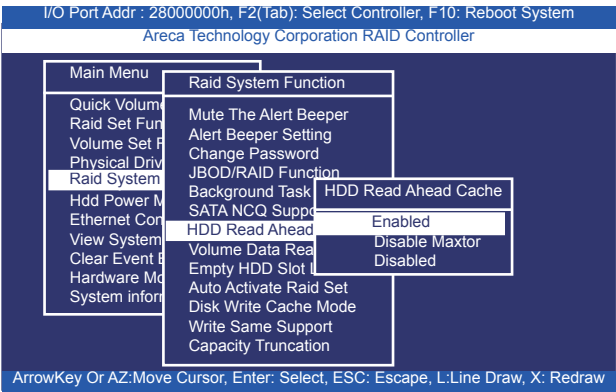 I/O Port Addr : 28000000h, F2(Tab): Select Controller, F10: Reboot System
Areca Technology Corporation RAID Controller
Main Menu
Quick Volume
Raid Set Fun
Volume Set F
Physical Driv
Raid System
Hdd Power M
Ethernet Con
View System
Clear Event
Hardware Mo
System infor
Raid System Function
Mute The Alert Beeper
Alert Beeper Setting
Change Password
JBOD/RAID Function
Background Task
SATA NCQ Suppo
HDD Read Ahead
Volume Data Rea
Empty HDD Slot
Auto Activate Raid Set
Disk Write Cache Mode
Write Same Support
Capacity Truncation
HDD Read Ahead Cache
Enabled
Disable Maxtor
Disabled
ArrowKey Or AZ:Move Cursor, Enter: Select, ESC: Escape, L:Line Draw, X: Redraw